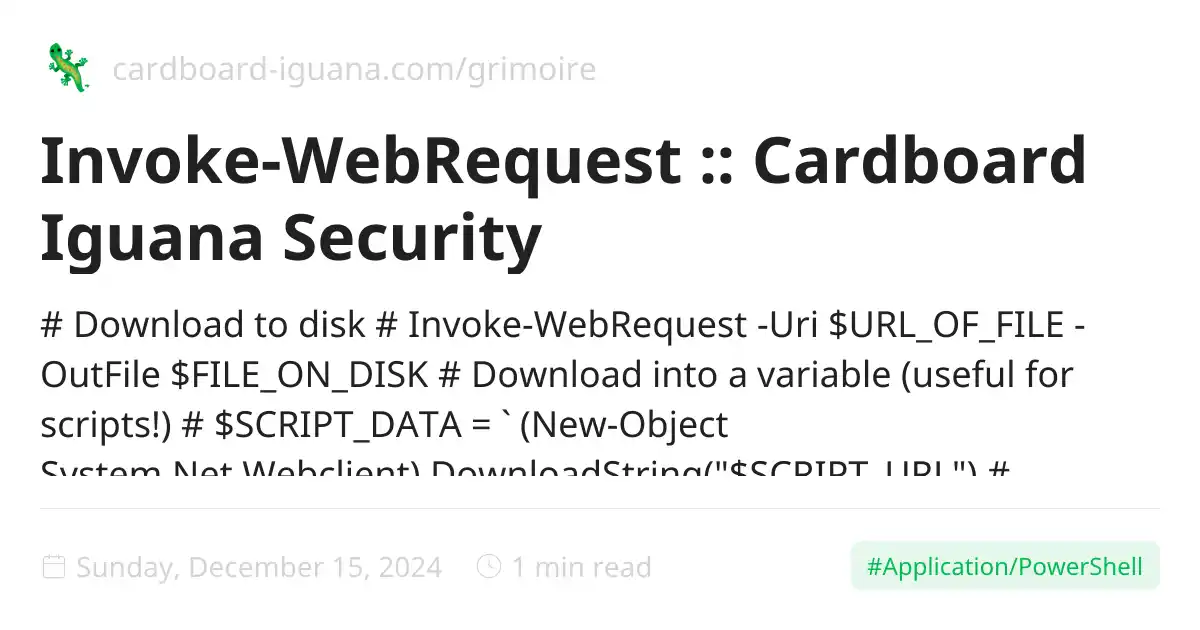 cardboard-iguana.com/grimoire
Invoke-WebRequest :: Cardboard
Iguana Security
# Download to disk # Invoke-WebRequest -Uri $URL_OF_FILE -
OutFile $FILE_ON_DISK # Download into a variable (useful for
scripts!) # $SCRIPT_DATA = ` (New-Object
System.Net.Webclient).DownloadString("$SCRIPT_URL") #
Sunday, December 15, 2024
1 min read
#Application/PowerShell